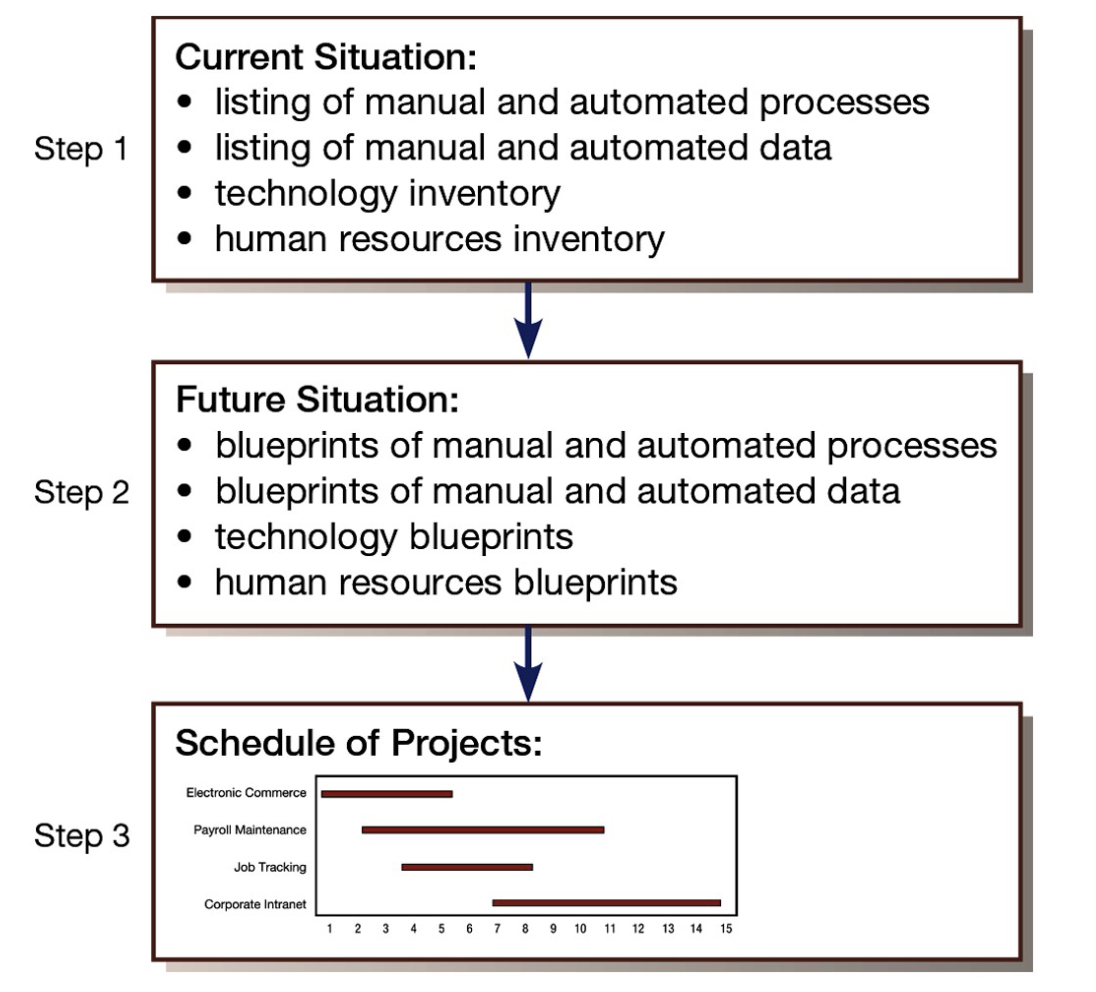 Step 1
Current Situation:
• listing of manual and automated processes
• listing of manual and automated data
• technology inventory
• human resources inventory
Step 2
Future Situation:
• blueprints of manual and automated processes
• blueprints of manual and automated data
• technology blueprints
• human resources blueprints
Step 3
Schedule of Projects:
Electronic Commerce
Payroll Maintenance
Job Tracking
Corporate Intranet
1 2 3 4 5 6 7 8 9 10 11 12 13 14 15